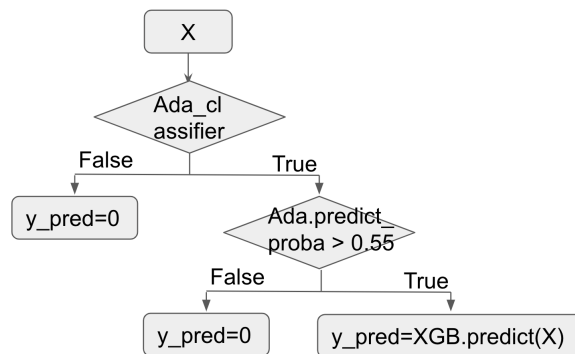 X
Ada_cl
assifier
False
True
y_pred=0
Ada.predict_
proba > 0.55
False
True
y_pred=0
y_pred=XGB.predict(X)